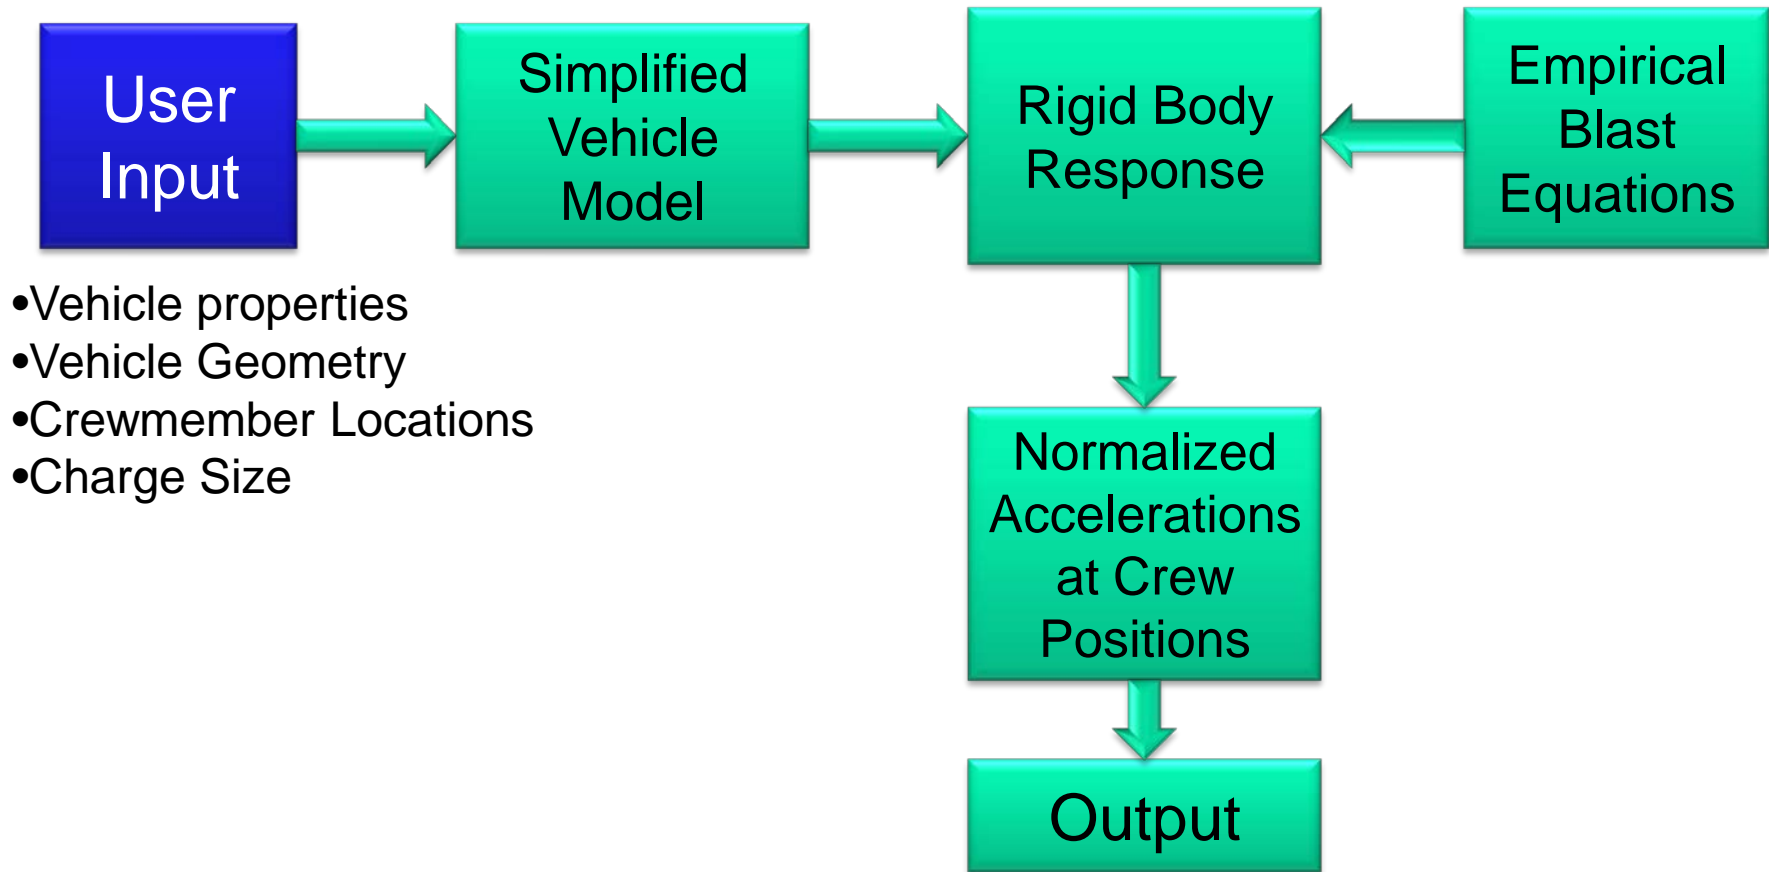 User
Input
Simplified
Vehicle
Model
Rigid Body
Response
Empirical
Blast
Equations
•Vehicle properties
•Vehicle Geometry
•Crewmember Locations
•Charge Size
Normalized
Accelerations
at Crew
Positions
Output